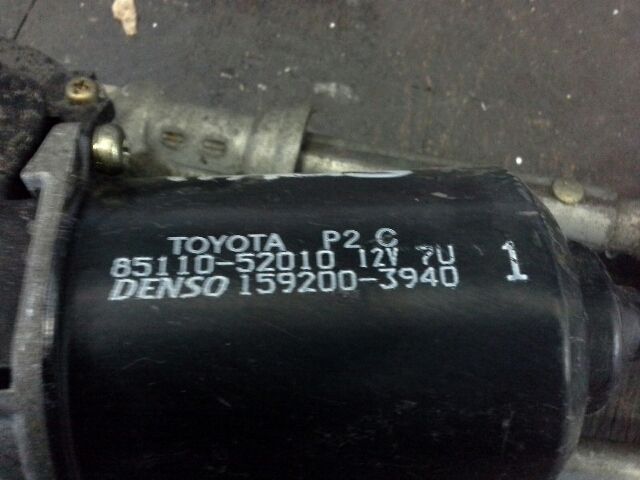 TOYOTA P2 C
85110-52010 12V 7U
DENSO 159200-3940
1